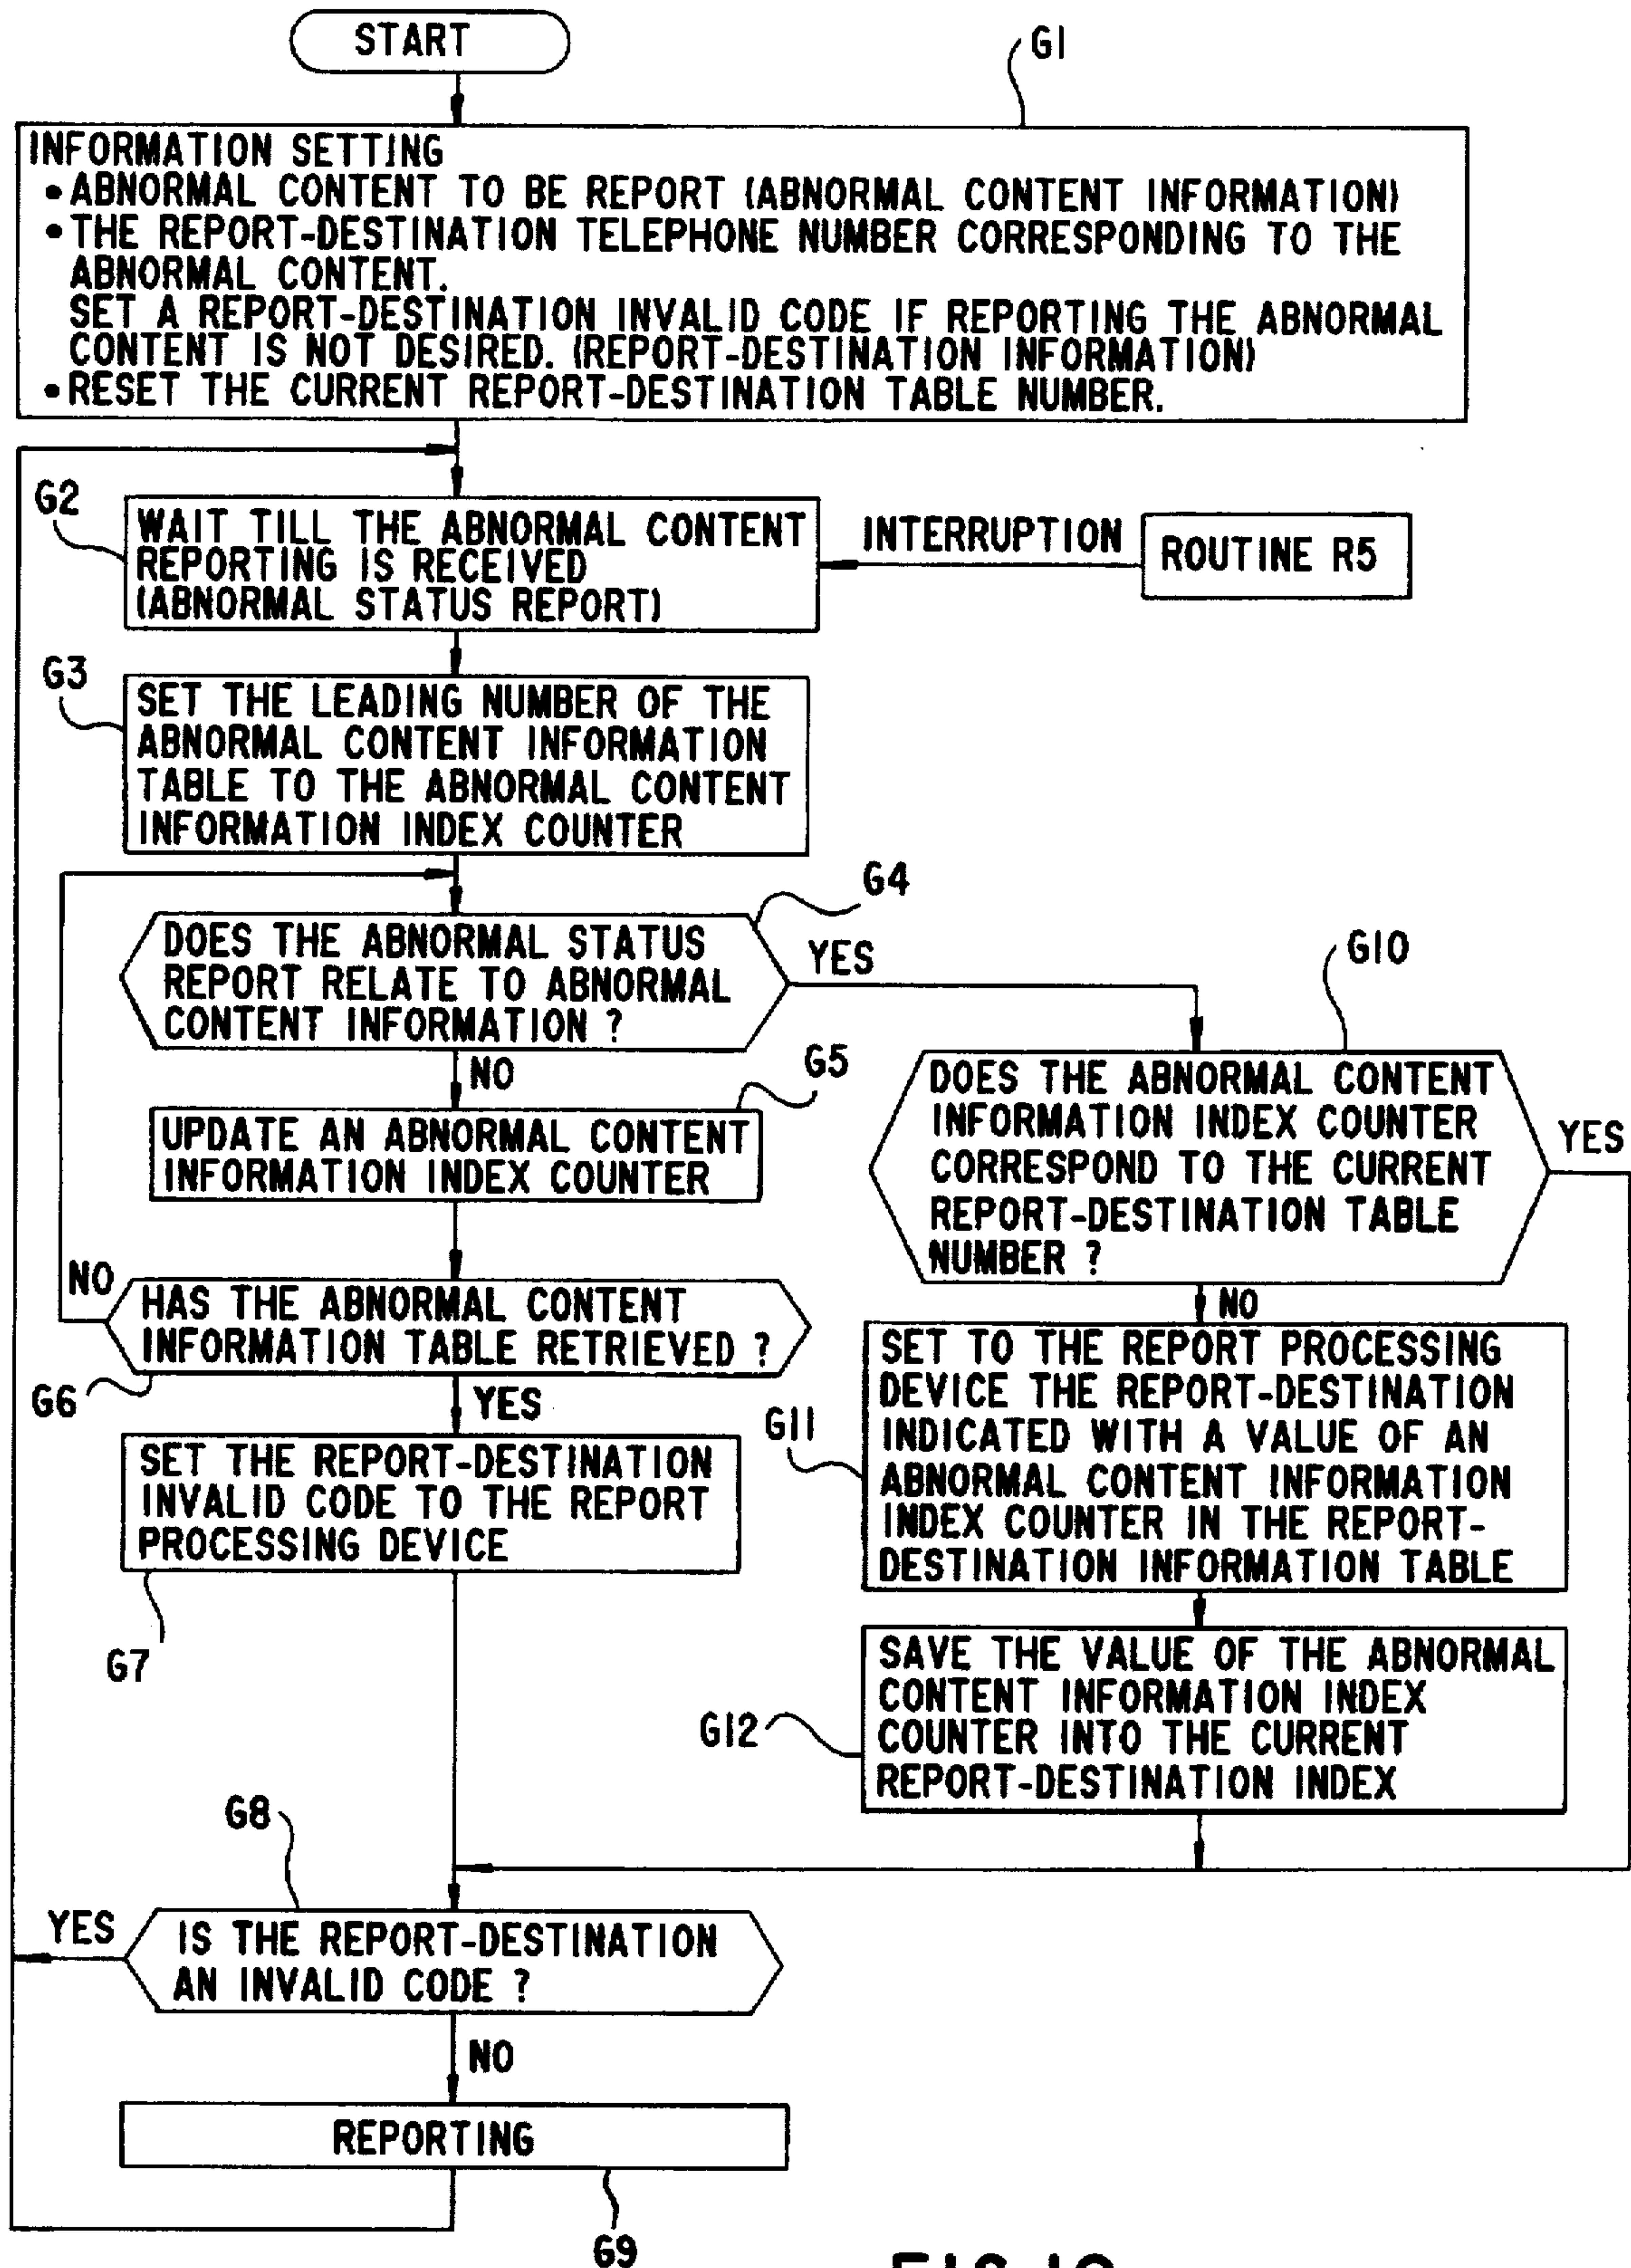 START
G1
INFORMATION SETTING
• ABNORMAL CONTENT TO BE REPORT (ABNORMAL CONTENT INFORMATION)
• THE REPORT-DESTINATION TELEPHONE NUMBER CORRESPONDING TO THE
ABNORMAL CONTENT.
SET A REPORT-DESTINATION INVALID CODE IF REPORTING THE ABNORMAL
CONTENT IS NOT DESIRED. (REPORT-DESTINATION INFORMATION)
• RESET THE CURRENT REPORT-DESTINATION TABLE NUMBER.
G2
WAIT TILL THE ABNORMAL CONTENT
REPORTING IS RECEIVED
(ABNORMAL STATUS REPORT)
INTERRUPTION
ROUTINE R5
G3
SET THE LEADING NUMBER OF THE
ABNORMAL CONTENT INFORMATION
TABLE TO THE ABNORMAL CONTENT
INFORMATION INDEX COUNTER
G4
DOES THE ABNORMAL STATUS
REPORT RELATE TO ABNORMAL
CONTENT INFORMATION ?
YES
NO
G5
UPDATE AN ABNORMAL CONTENT
INFORMATION INDEX COUNTER
G10
DOES THE ABNORMAL CONTENT
INFORMATION INDEX COUNTER
CORRESPOND TO THE CURRENT
REPORT-DESTINATION TABLE
NUMBER ?
YES
NO
NO
HAS THE ABNORMAL CONTENT
INFORMATION TABLE RETRIEVED ?
G6
YES
SET THE REPORT-DESTINATION
INVALID CODE TO THE REPORT
PROCESSING DEVICE
G7
G11
SET TO THE REPORT PROCESSING
DEVICE THE REPORT-DESTINATION
INDICATED WITH A VALUE OF AN
ABNORMAL CONTENT INFORMATION
INDEX COUNTER IN THE REPORT-
DESTINATION INFORMATION TABLE
G12
SAVE THE VALUE OF THE ABNORMAL
CONTENT INFORMATION INDEX
COUNTER INTO THE CURRENT
REPORT-DESTINATION INDEX
G8
YES
IS THE REPORT-DESTINATION
AN INVALID CODE ?
NO
REPORTING
G9